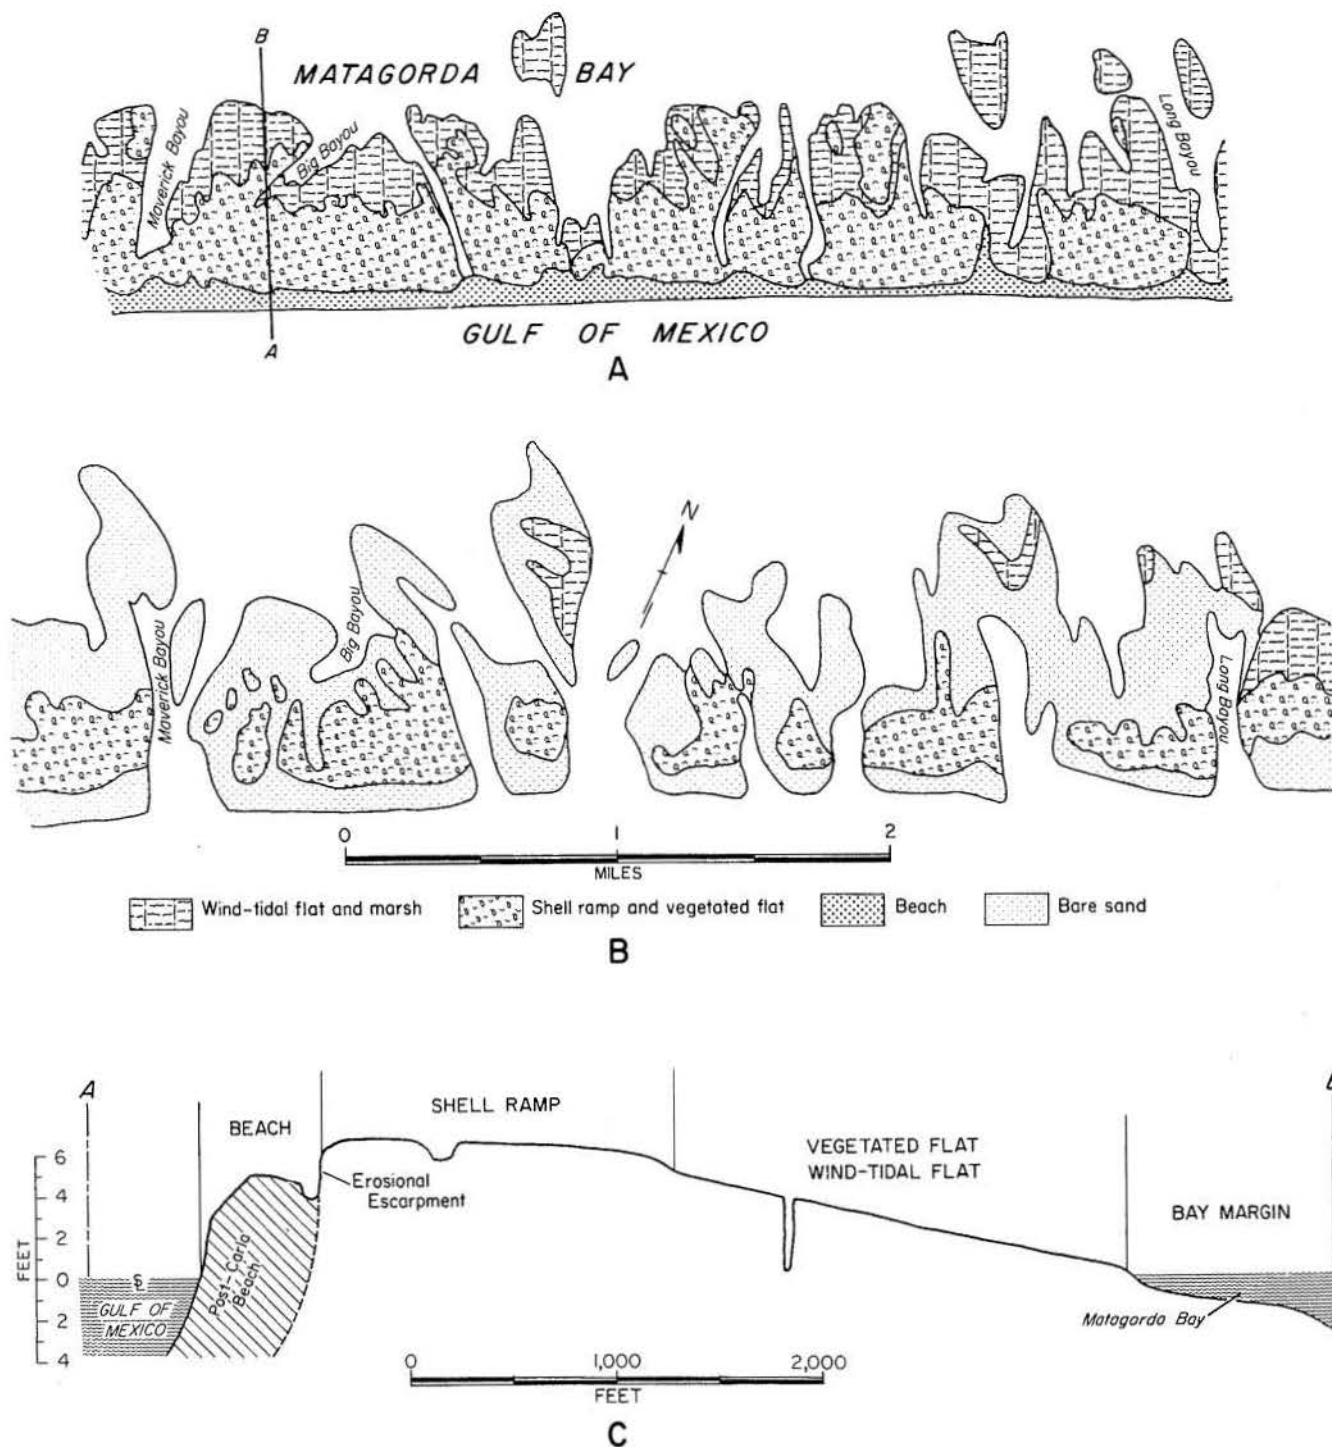 B
MATAGORDA BAY
Maverick Bayou
Big Bayou
Long Bayou
A
GULF OF MEXICO
A
N
Maverick Bayou
Big Bayou
Long Bayou
0 1 2
MILES
Wind-tidal flat and marsh
Shell ramp and vegetated flat
Beach
Bare sand
B
A
BEACH
SHELL RAMP
VEGETATED FLAT
WIND-TIDAL FLAT
BAY MARGIN
Erosional
Escarpment
FEET
6
4
2
0
2
4
SL
GULF OF
MEXICO
Post-Carla
Beach
Matagorda Bay
0 1,000 2,000
FEET
C